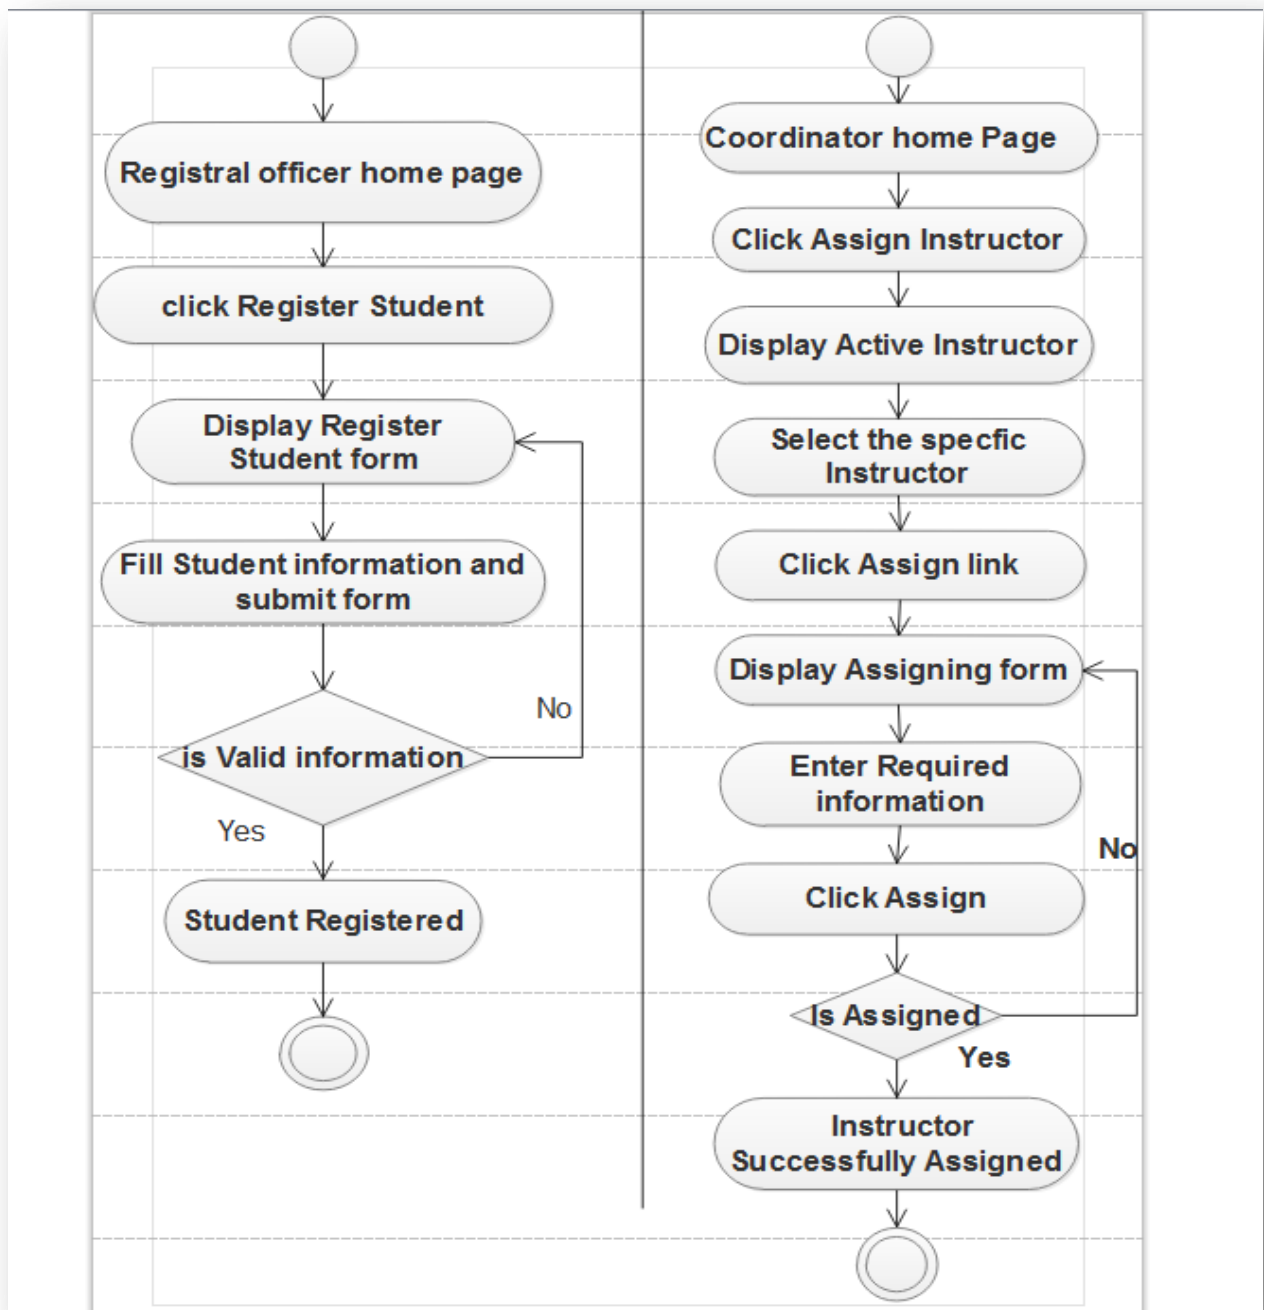 Registral officer home page
click Register Student
Display Register
Student form
Fill Student information and
submit form
No
is Valid information
Yes
Student Registered
Coordinator home Page
Click Assign Instructor
Display Active Instructor
Select the specfic
Instructor
Click Assign link
Display Assigning form
Enter Required
information
No
Click Assign
Is Assigned
Yes
Instructor
Successfully Assigned